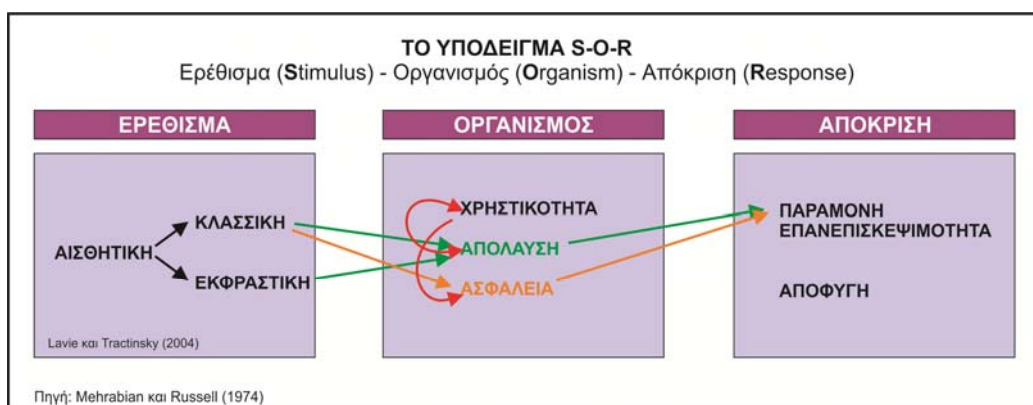 ΤΟ ΥΠΟΔΕΙΓΜΑ S-O-R
Ερέθισμα (Stimulus) - Οργανισμός (Organism) - Απόκριση (Response)
ΕΡΕΘΙΣΜΑ
ΟΡΓΑΝΙΣΜΟΣ
ΑΠΟΚΡΙΣΗ
ΑΙΣΘΗΤΙΚΗ
ΚΛΑΣΣΙΚΗ
ΕΚΦΡΑΣΤΙΚΗ
Lavie και Tractinsky (2004)
ΧΡΗΣΤΙΚΟΤΗΤΑ
ΑΠΟΛΑΥΣΗ
ΑΣΦΑΛΕΙΑ
ΠΑΡΑΜΟΝΗ
ΕΠΑΝΕΠΙΣΚΕΨΙΜΟΤΗΤΑ
ΑΠΟΦΥΓΗ
Πηγή: Mehrabian και Russell (1974)